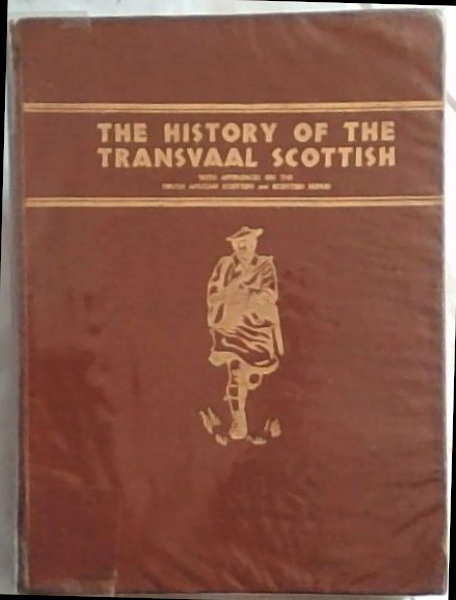 THE HISTORY OF THE
TRANSVAAL SCOTTISH
WITH APPENDICES ON THE
SOUTH AFRICAN SCOTTISH and SCOTTISH HORSE